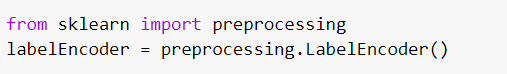 from sklearn import preprocessing
labelEncoder = preprocessing.LabelEncoder()